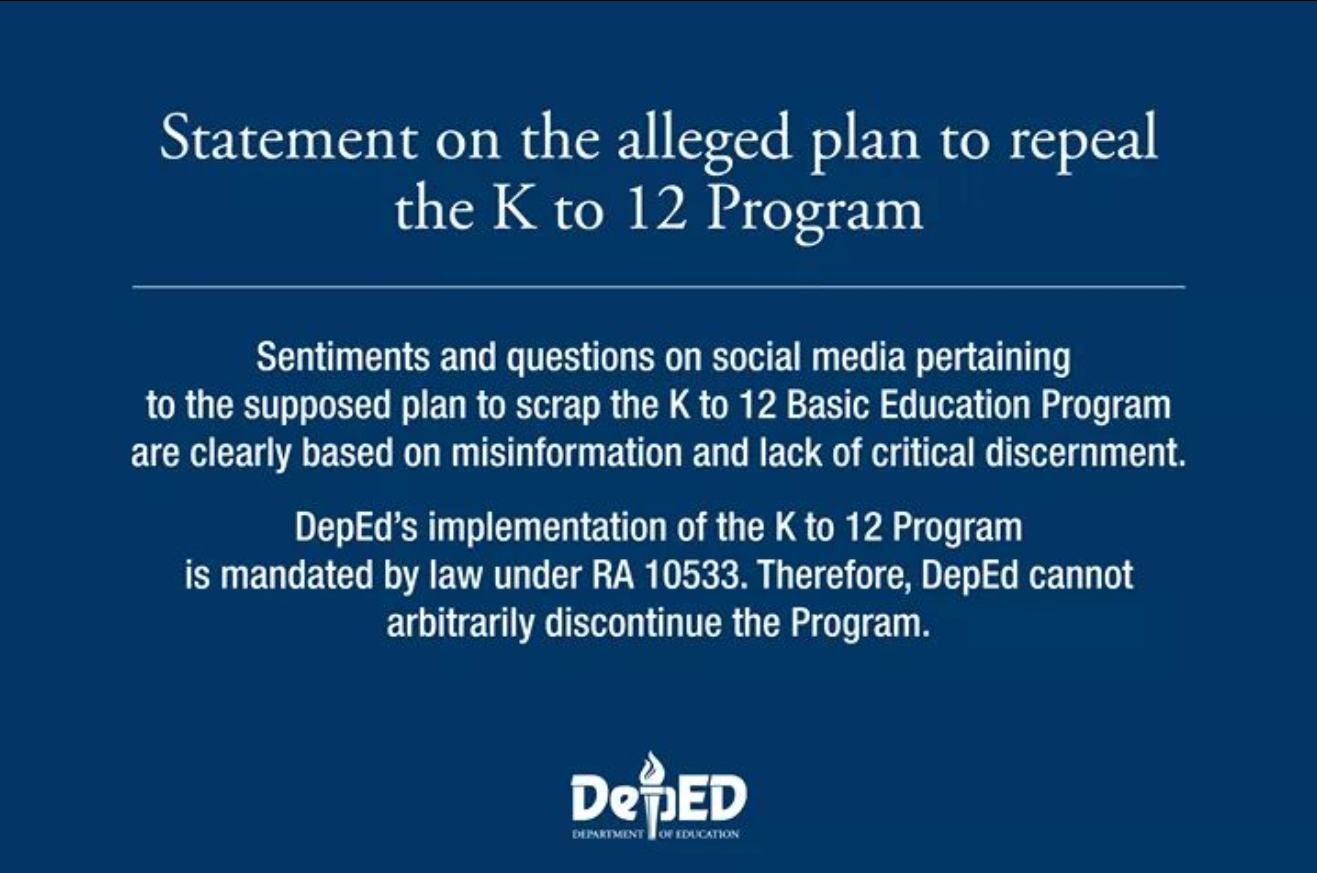 Statement on the alleged plan to repeal
the K to 12 Program
Sentiments and questions on social media pertaining
to the supposed plan to scrap the K to 12 Basic Education Program
are clearly based on misinformation and lack of critical discernment.
DepEd’s implementation of the K to 12 Program
is mandated by law under RA 10533. Therefore, DepEd cannot
arbitrarily discontinue the Program.
DepED
DEPARTMENT OF EDUCATION